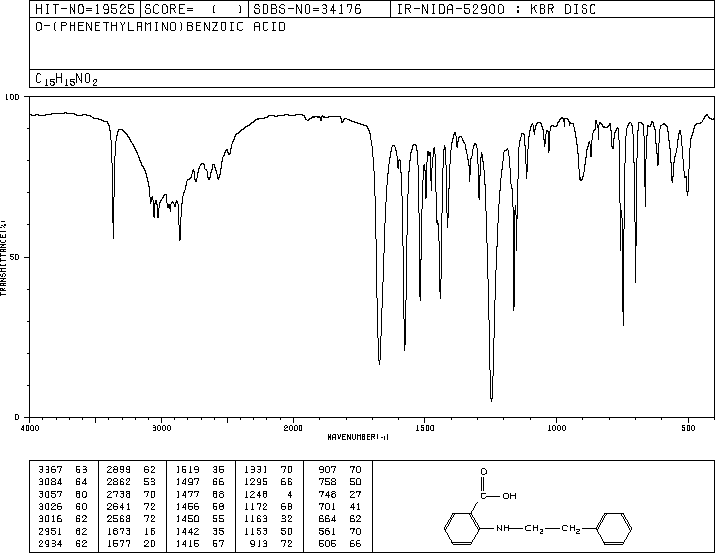 HIT-NO=19525 SCORE= ( ) SDBS-NO=34176 IR-NIDA-52900 : KBR DISC
O-(PHENETHYLAMINO)BENZOIC ACID
C15H15NO2
100
TRANSMITTANCE(%)
50
0
4000 3000 2000 1500 1000 500
WAVENUMBER(-1)
3367 53 2899 62 1519 35 1331 70 907 70
3084 64 2862 53 1497 66 1295 66 758 50
3057 60 2738 70 1477 68 1248 4 748 27
3026 60 2641 72 1456 58 1172 68 701 41
3016 62 2568 72 1450 55 1163 32 664 62
2951 62 1673 16 1442 35 1153 50 561 70
2934 62 1577 20 1415 57 913 72 505 66
O
C
OH
NH CH2 CH2